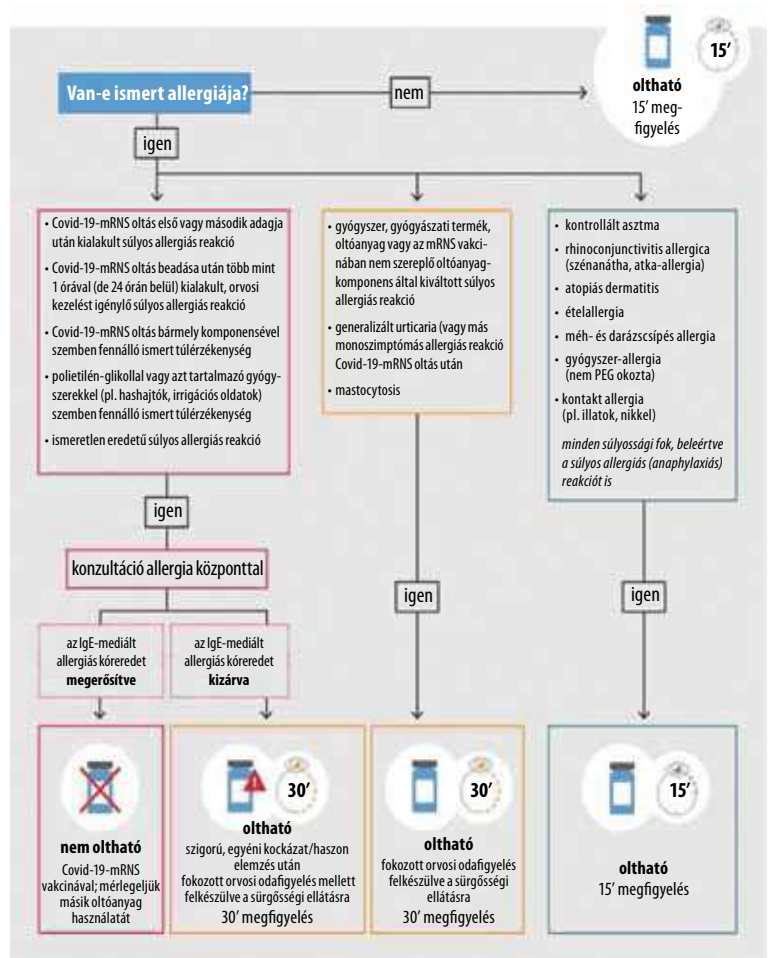 15’
oltható
15’ meg-
figyelés
Van-e ismert allergiája?
nem
igen
• Covid-19-mRNS oltás első vagy második adagja
után kialakult súlyos allergiás reakció
• Covid-19-mRNS oltás beadása után több mint
1 órával (de 24 órán belül) kialakult, orvosi
kezelést igénylő súlyos allergiás reakció
• Covid-19-mRNS oltás bármely komponensével
szemben fennálló ismert túlérzékenység
• polietilén-glikollal vagy azt tartalmazó gyógy-
szerekkel (pl. hashajtók, irrigációs oldatok)
szemben fennálló ismert túlérzékenység
• ismeretlen eredetű súlyos allergiás reakció
• gyógyszer, gyógyászati termék,
oltóanyag vagy az mRNS vakci-
nában nem szereplő oltóanyag-
komponens által kiváltott súlyos
allergiás reakció
• generalizált urticaria (vagy más
monoszimptómás allergiás reakció
Covid-19-mRNS oltás után
• mastocytosis
• kontrollált asztma
• rhinoconjunctivitis allergica
(szénanátha, atka-allergia)
• atopiás dermatitis
• ételallergia
• méh- és darázscsípés allergia
• gyógyszer-allergia
(nem PEG okozta)
• kontakt allergia
(pl. illatok, nikkel)
minden súlyossági fok, beleértve
a súlyos allergiás (anaphylaxiás)
reakciót is
igen
konzultáció allergia központtal
igen
igen
az IgE-mediált
allergiás kóreredet
megerősítve
az IgE-mediált
allergiás kóreredet
kizárva
nem oltható
Covid-19-mRNS
vakcinával; mérlegeljük
másik oltóanyag
használatát
30’
oltható
szigorú, egyéni kockázat/haszon
elemzés után
fokozott orvosi odafigyelés mellett
felkészülve a sürgősségi ellátásra
30’ megfigyelés
30’
oltható
fokozott orvosi odafigyelés
felkészülve a sürgősségi
ellátásra
30’ megfigyelés
15’
oltható
15’ megfigyelés